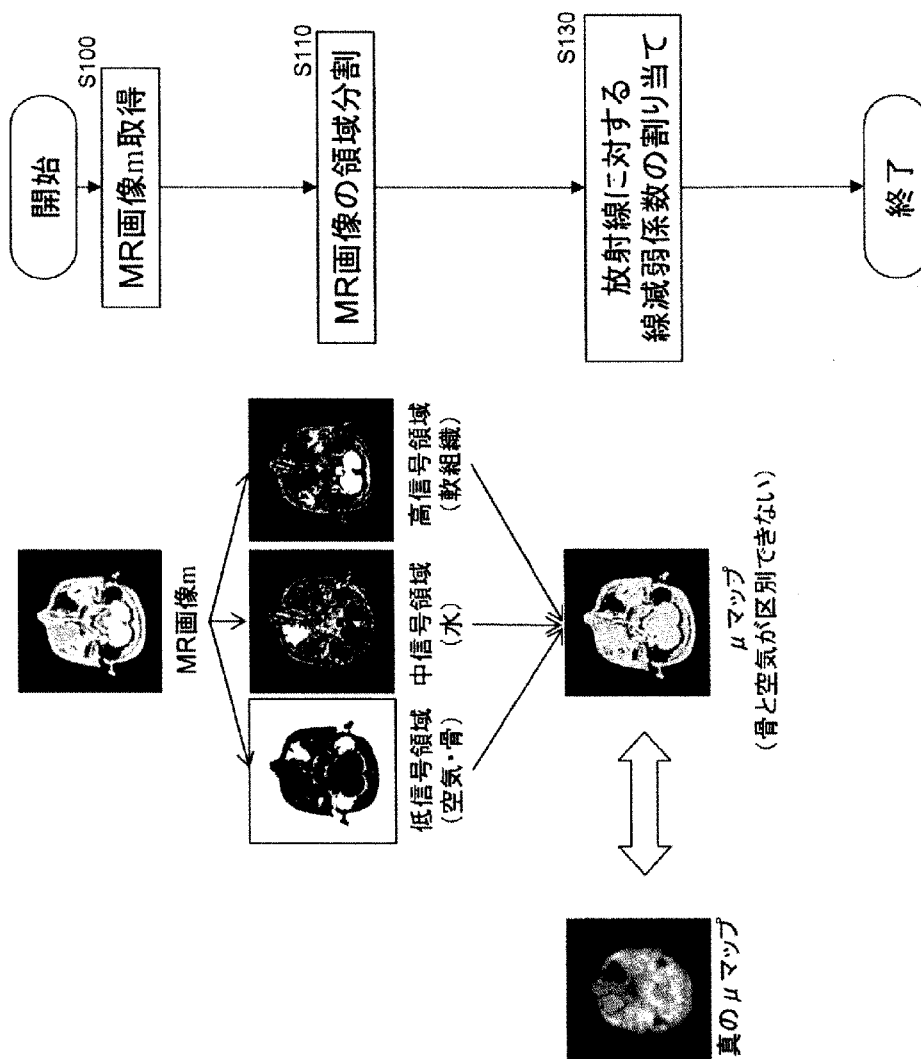 開始
S100
MR画像m取得
S110
MR画像の領域分割
S130
放射線に対する
線減弱係数の割り当て
終了
MR画像m
低信号領域
(空気・骨)
中信号領域
(水)
高信号領域
(軟組織)
真のμマップ
μマップ
(骨と空気が区別できない)